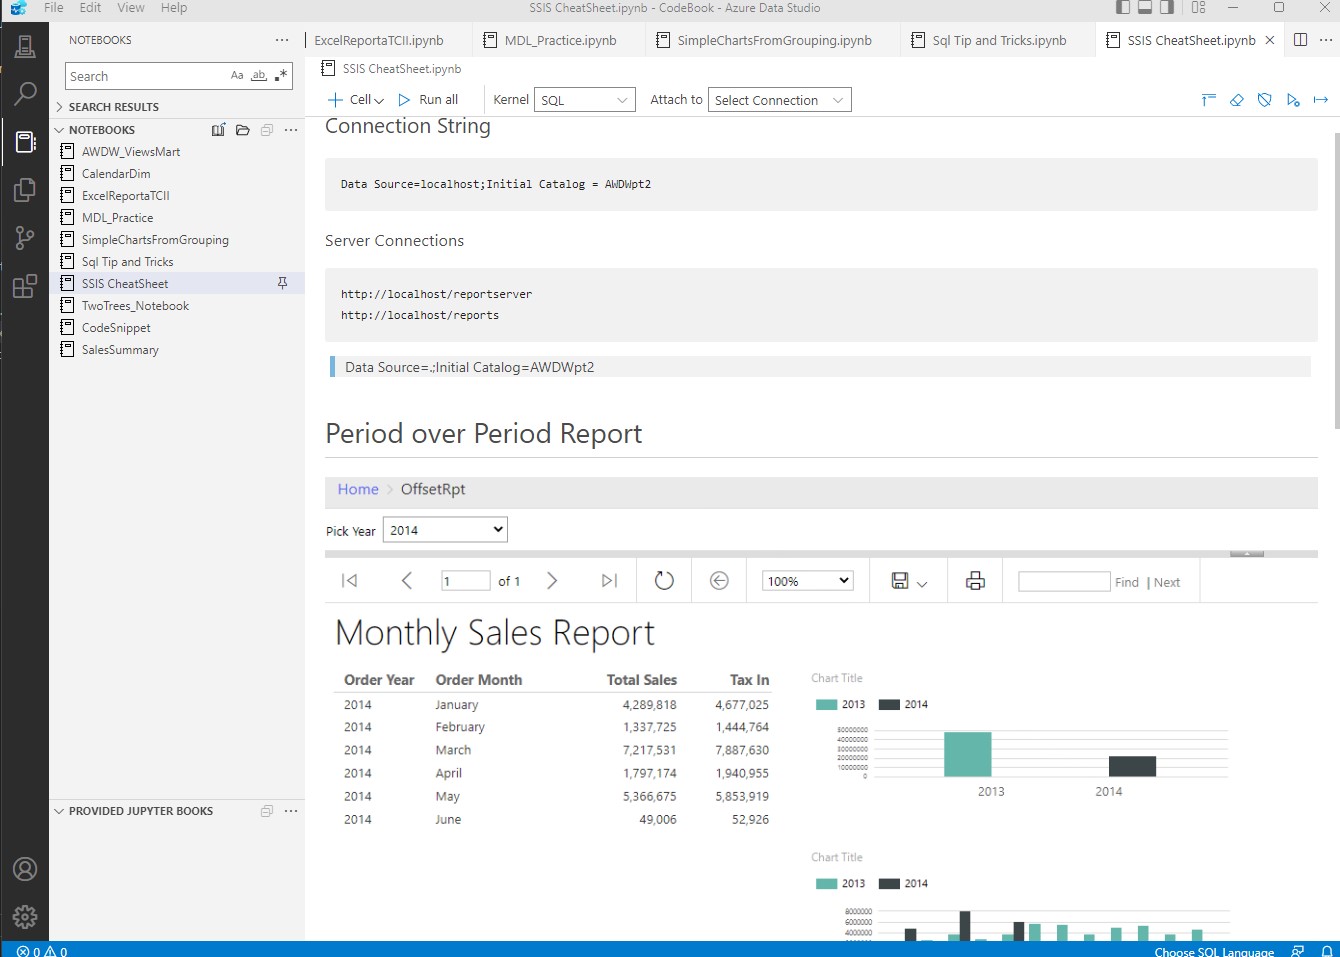 File Edit View Help
SSIS CheatSheet.ipynb - CodeBook - Azure Data Studio
NOTEBOOKS
ExcelReportaTCII.ipynb
MDL_Practice.ipynb
SimpleChartsFromGrouping.ipynb
Sql Tip and Tricks.ipynb
SSIS CheatSheet.ipynb
Search
Aa ab
SEARCH RESULTS
NOTEBOOKS
AWDW_ViewsMart
CalendarDim
ExcelReportaTCII
MDL_Practice
SimpleChartsFromGrouping
Sql Tip and Tricks
SSIS CheatSheet
TwoTrees_Notebook
CodeSnippet
SalesSummary
PROVIDED JUPYTER BOOKS
SSIS CheatSheet.ipynb
Cell Run all Kernel SQL Attach to Select Connection
Connection String
Data Source=localhost;Initial Catalog = AWDWpt2
Server Connections
http://localhost/reportserver
http://localhost/reports
Data Source=.;Initial Catalog=AWDWpt2
Period over Period Report
Home > OffsetRpt
Pick Year 2014
1 of 1 100% Find | Next
Monthly Sales Report
Order Year Order Month Total Sales Tax In
2014 January 4,289,818 4,677,025
2014 February 1,337,725 1,444,764
2014 March 7,217,531 7,887,630
2014 April 1,797,174 1,940,955
2014 May 5,366,675 5,853,919
2014 June 49,006 52,926
Chart Title
2013 2014
50000000
40000000
30000000
20000000
10000000
0
2013 2014
Chart Title
2013 2014
8000000
6000000
4000000
0 0
Choose SQL Language